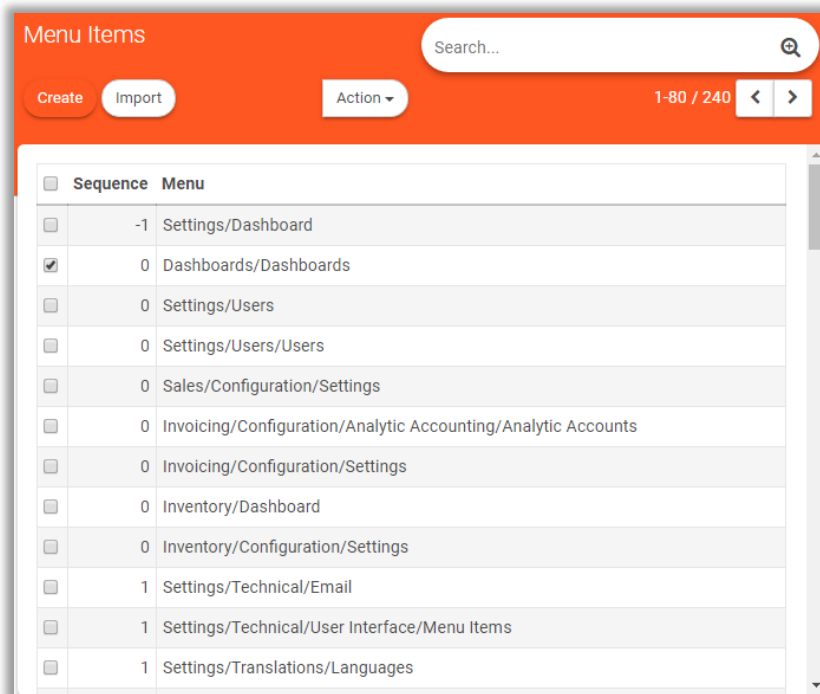 Menu Items
Search...
Create Import Action 1-80 / 240
Sequence Menu
-1 Settings/Dashboard
0 Dashboards/Dashboards
0 Settings/Users
0 Settings/Users/Users
0 Sales/Configuration/Settings
0 Invoicing/Configuration/Analytic Accounting/Analytic Accounts
0 Invoicing/Configuration/Settings
0 Inventory/Dashboard
0 Inventory/Configuration/Settings
1 Settings/Technical/Email
1 Settings/Technical/User Interface/Menu Items
1 Settings/Translations/Languages